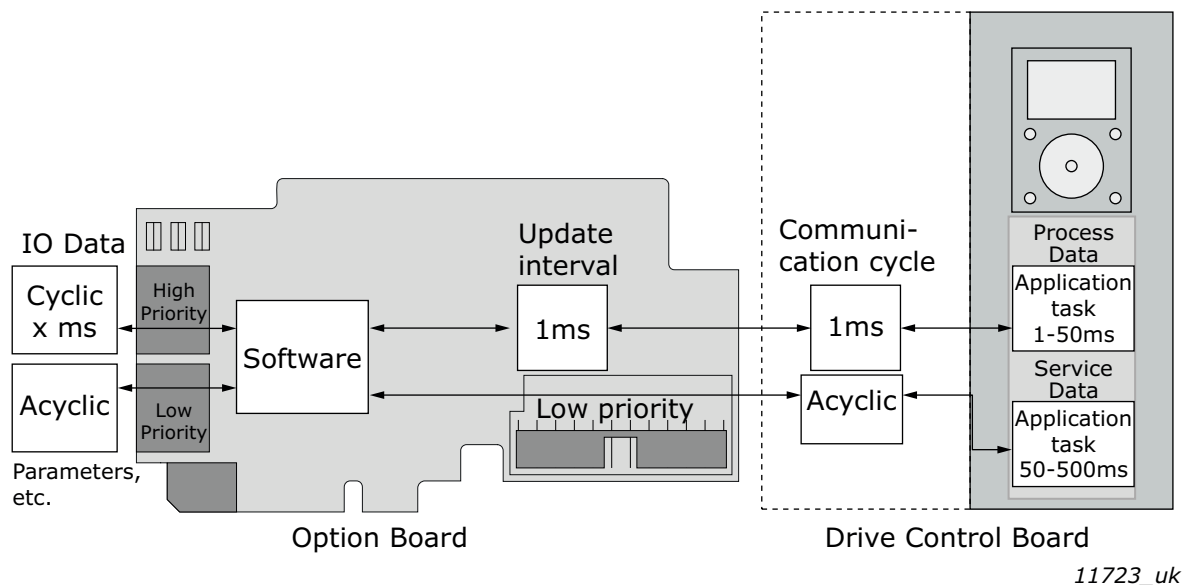 IO Data
Cyclic
x ms
Acyclic
Parameters,
etc.
High
Priority
Low
Priority
Software
Update
interval
1ms
Low priority
Option Board
Communi-
cation cycle
1ms
Acyclic
Process
Data
Application
task
1-50ms
Service
Data
Application
task
50-500ms
Drive Control Board
11723_uk